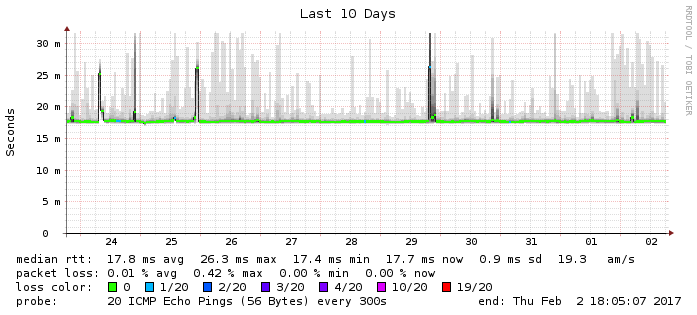 Last 10 Days
RRDTOOL / TOBI OETIKER
Seconds
30 m
25 m
20 m
15 m
10 m
5 m
0
24 25 26 27 28 29 30 31 01 02
median rtt: 17.8 ms avg 26.3 ms max 17.4 ms min 17.7 ms now 0.9 ms sd 19.3 am/s
packet loss: 0.01 % avg 0.42 % max 0.00 % min 0.00 % now
loss color: 0 1/20 2/20 3/20 4/20 10/20 19/20
probe: 20 ICMP Echo Pings (56 Bytes) every 300s end: Thu Feb 2 18:05:07 2017